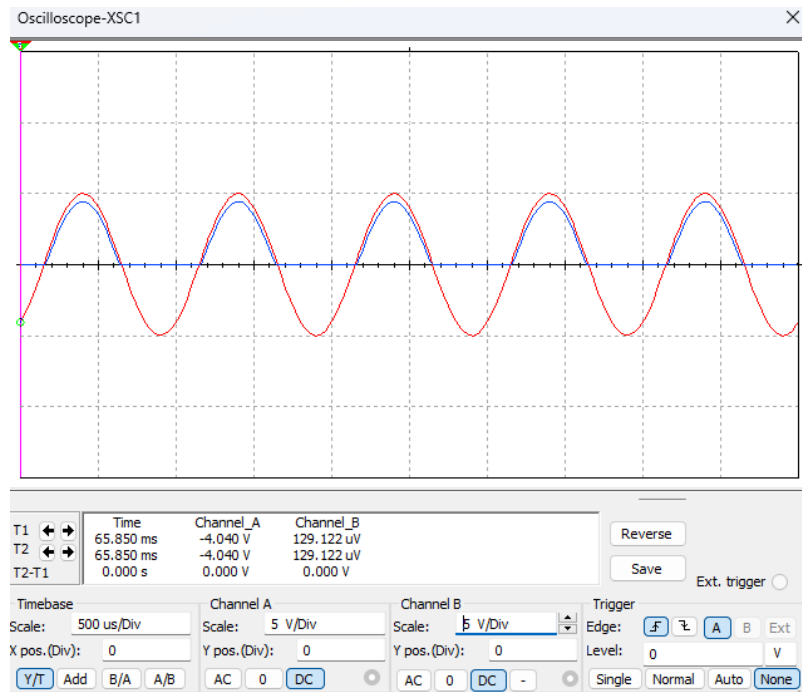 Oscilloscope-XSC1
Time Channel_A Channel_B
T1 65.850 ms -4.040 V 129.122 uV
T2 65.850 ms -4.040 V 129.122 uV
T2-T1 0.000 s 0.000 V 0.000 V
Reverse
Save
Ext. trigger
Timebase Channel A Channel B Trigger
Scale: 500 us/Div Scale: 5 V/Div Scale: 5 V/Div Edge: A B Ext
X pos.(Div): 0 Y pos.(Div): 0 Y pos.(Div): 0 Level: 0 V
Y/T Add B/A A/B AC 0 DC AC 0 DC - Single Normal Auto None